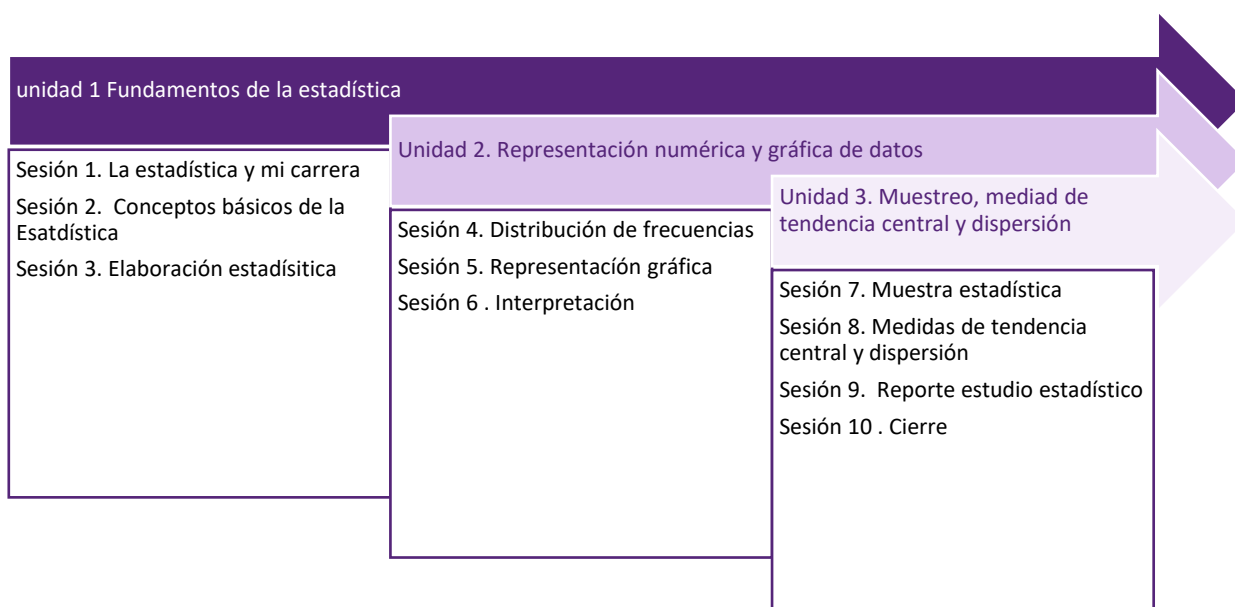 unidad 1 Fundamentos de la estadística
Sesión 1. La estadística y mi carrera
Sesión 2.  Conceptos básicos de la
Esatdística
Sesión 3. Elaboración estadísitica
Unidad 2. Representación numérica y gráfica de datos
Sesión 4. Distribución de frecuencias
Sesión 5. Representacíón gráfica
Sesión 6 . Interpretación
Unidad 3. Muestreo, mediad de
tendencia central y dispersión
Sesión 7. Muestra estadística
Sesión 8. Medidas de tendencia
central y dispersión
Sesión 9.  Reporte estudio estadístico
Sesión 10 . Cierre